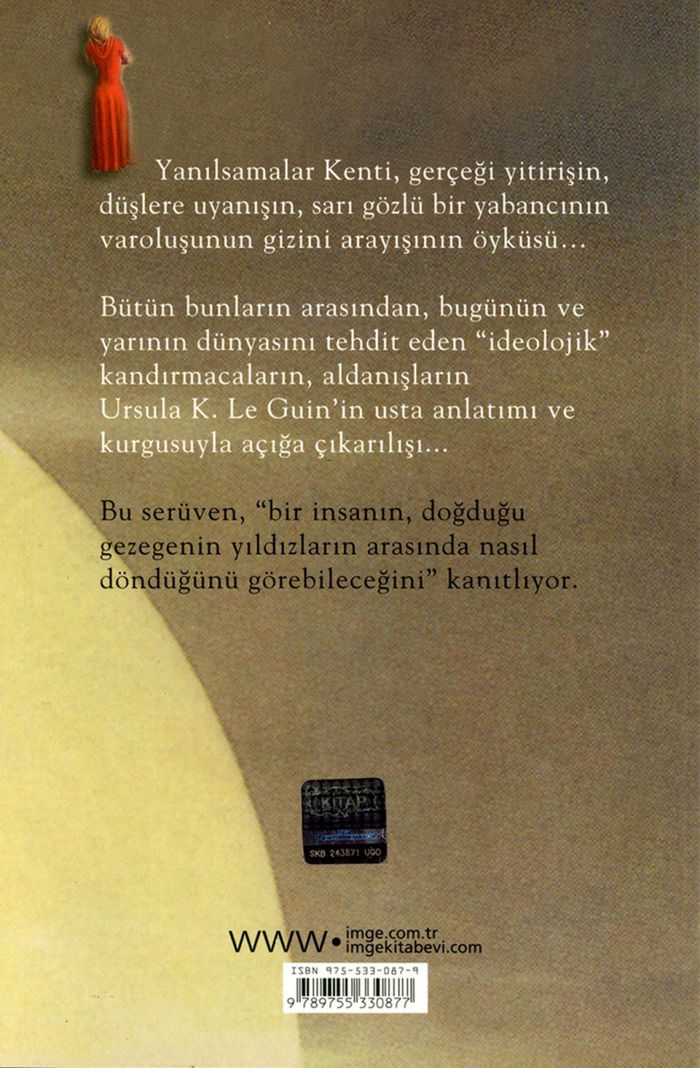 Yanılsamalar Kenti, gerçeği yitirişin,
düşlere uyanışın, sarı gözlü bir yabancının
varoluşunun gizini arayışının öyküsü...
Bütün bunların arasından, bugünün ve
yarının dünyasını tehdit eden “ideolojik”
kandırmacaların, aldanışların
Ursula K. Le Guin’in usta anlatımı ve
kurgusuyla açığa çıkarılışı...
Bu serüven, “bir insanın, doğduğu
gezegenin yıldızların arasında nasıl
döndüğünü görebileceğini” kanıtlıyor.
KİTAP
SKB 243871 UĞO
www.imge.com.tr
imgekitabevi.com
ISBN 975-533-087-9
9 789755 330877